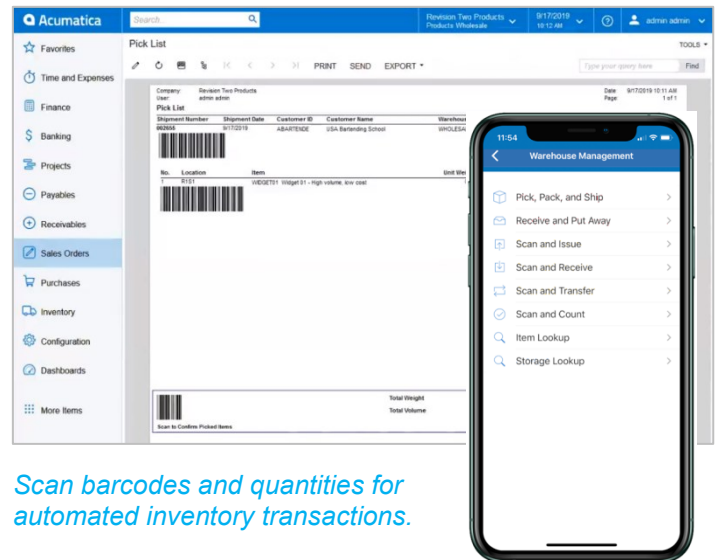 Acumatica
Search...
Revision Two Products
Products Wholesale
9/17/2019
10:12 AM
admin admin
Favorites
Time and Expenses
Finance
Banking
Projects
Payables
Receivables
Sales Orders
Purchases
Inventory
Configuration
Dashboards
More Items
Pick List
TOOLS
PRINT SEND EXPORT
Type your query here
Find
Company Revision Two Products
User: admin admin
Date 9/17/2019 10:11 AM
Page: 1 of 1
Pick List
Shipment Number Shipment Date Customer ID Customer Name Warehous
002655 9/17/2019 ABARTENDE USA Bartending School WHOLESA
No. Location Item Unit Wei
1 R1S1 WIDGET01 Widget 01 - High volume, low cost
Total Weight
Total Volume
Scan to Confirm Picked Items
11:54
Warehouse Management
Pick, Pack, and Ship
Receive and Put Away
Scan and Issue
Scan and Receive
Scan and Transfer
Scan and Count
Item Lookup
Storage Lookup
Scan barcodes and quantities for
automated inventory transactions.